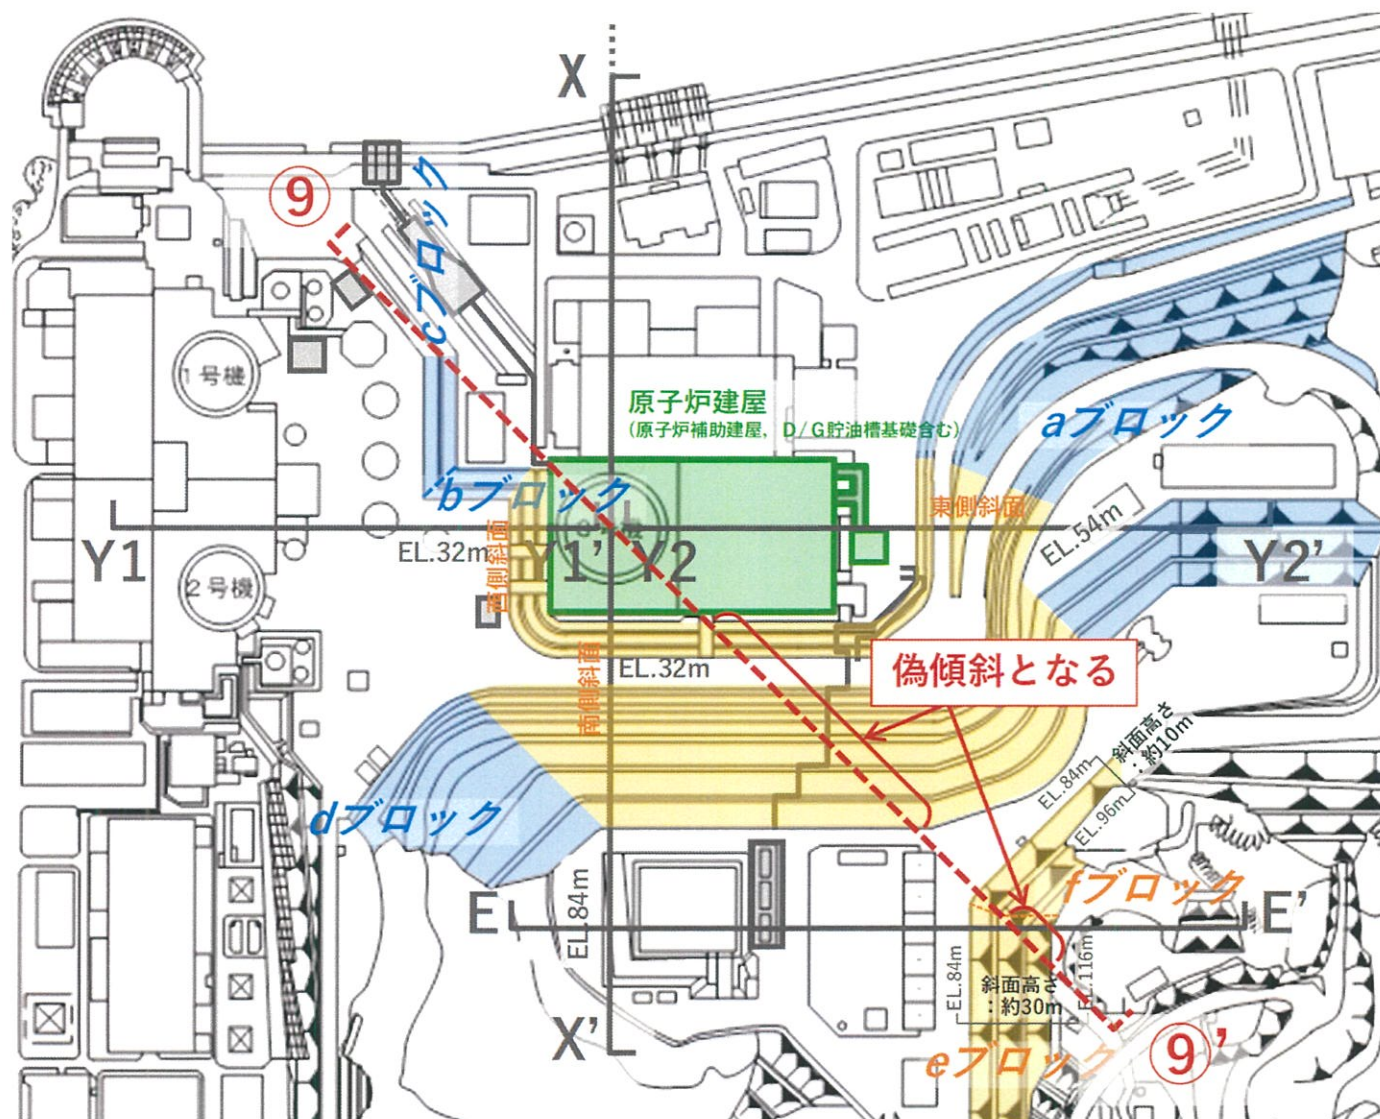 X
⑨
cブロック
1号機
原子炉建屋
(原子炉補助建屋, D/G貯油槽基礎含む)
aブロック
bブロック
東側斜面
EL.54m
Y1
EL.32m
西側斜面
Y1'
Y2
Y2'
2号機
EL.32m
南側斜面
偽傾斜となる
斜面高さ
：約10m
EL.84m
EL.96m
dブロック
fブロック
E
EL.84m
E'
EL.84m
斜面高さ
：約30m
EL.116m
X'
eブロック
⑨'